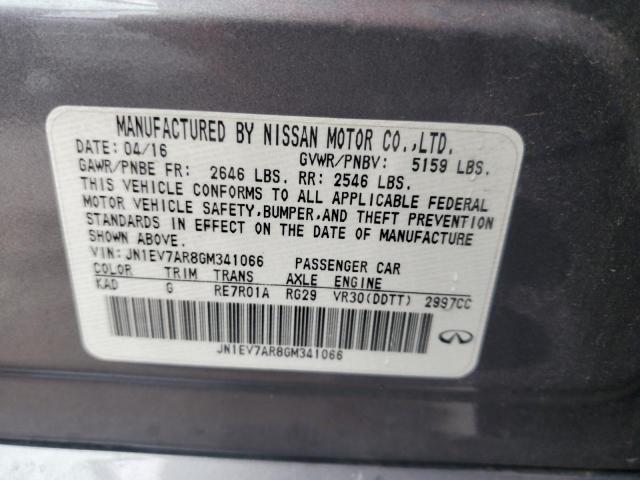 MANUFACTURED BY NISSAN MOTOR CO.,LTD.
DATE: 04/16 GVWR/PNBV: 5159 LBS.
GAWR/PNBE FR: 2646 LBS. RR: 2546 LBS.
THIS VEHICLE CONFORMS TO ALL APPLICABLE FEDERAL
MOTOR VEHICLE SAFETY,BUMPER,AND THEFT PREVENTION
STANDARDS IN EFFECT ON THE DATE OF MANUFACTURE
SHOWN ABOVE.
VIN: JN1EV7AR8GM341066 PASSENGER CAR
COLOR TRIM TRANS AXLE ENGINE
KAD G RE7R01A RG29 VR30(DDTT) 2997CC
JN1EV7AR8GM341066